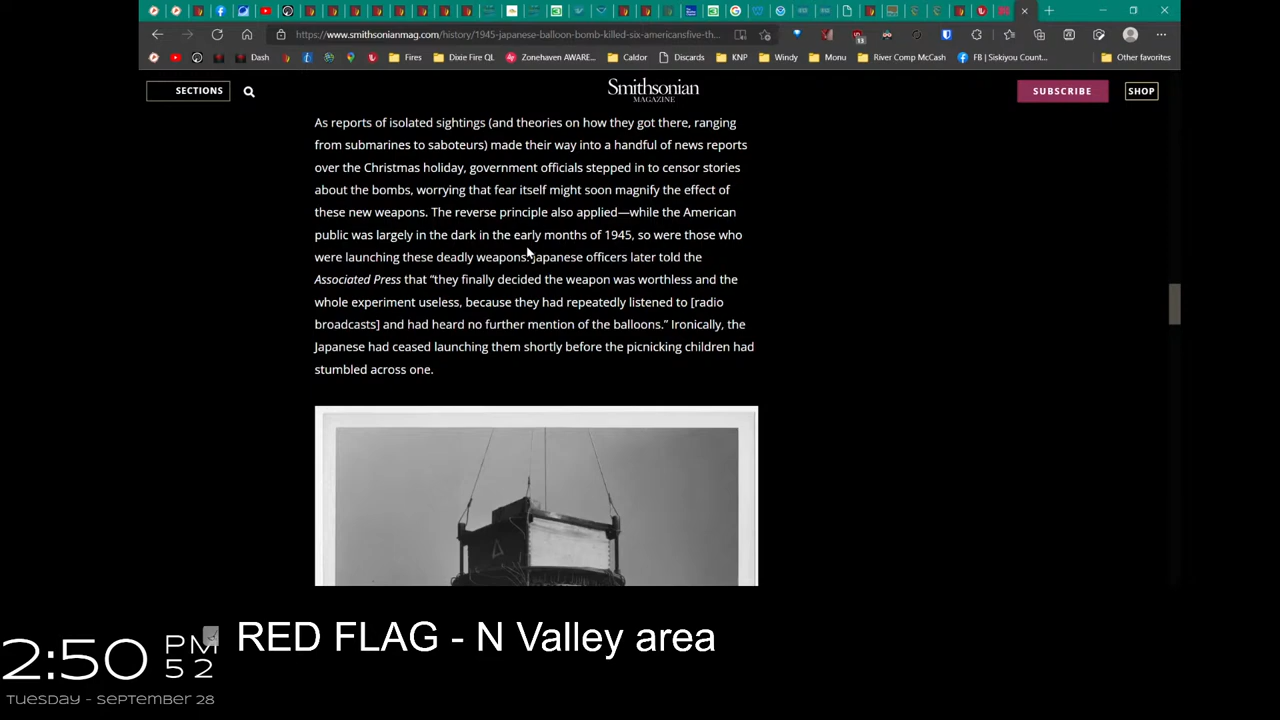 https://www.smithsonianmag.com/history/1945-japanese-balloon-bomb-killed-six-americansfive-th...
13
Dash
Fires
Dixie Fire QL
Zonehaven AWARE...
Caldor
Discards
KNP
Windy
Monu
River Comp McCash
FB | Siskiyou Count...
Other favorites
SECTIONS
Smithsonian
MAGAZINE
SUBSCRIBE
SHOP
As reports of isolated sightings (and theories on how they got there, ranging
from submarines to saboteurs) made their way into a handful of news reports
over the Christmas holiday, government officials stepped in to censor stories
about the bombs, worrying that fear itself might soon magnify the effect of
these new weapons. The reverse principle also applied—while the American
public was largely in the dark in the early months of 1945, so were those who
were launching these deadly weapons. Japanese officers later told the
Associated Press that “they finally decided the weapon was worthless and the
whole experiment useless, because they had repeatedly listened to [radio
broadcasts] and had heard no further mention of the balloons.” Ironically, the
Japanese had ceased launching them shortly before the picnicking children had
stumbled across one.
RED FLAG - N Valley area
2:50 PM
52
TUESDAY - SEPTEMBER 28